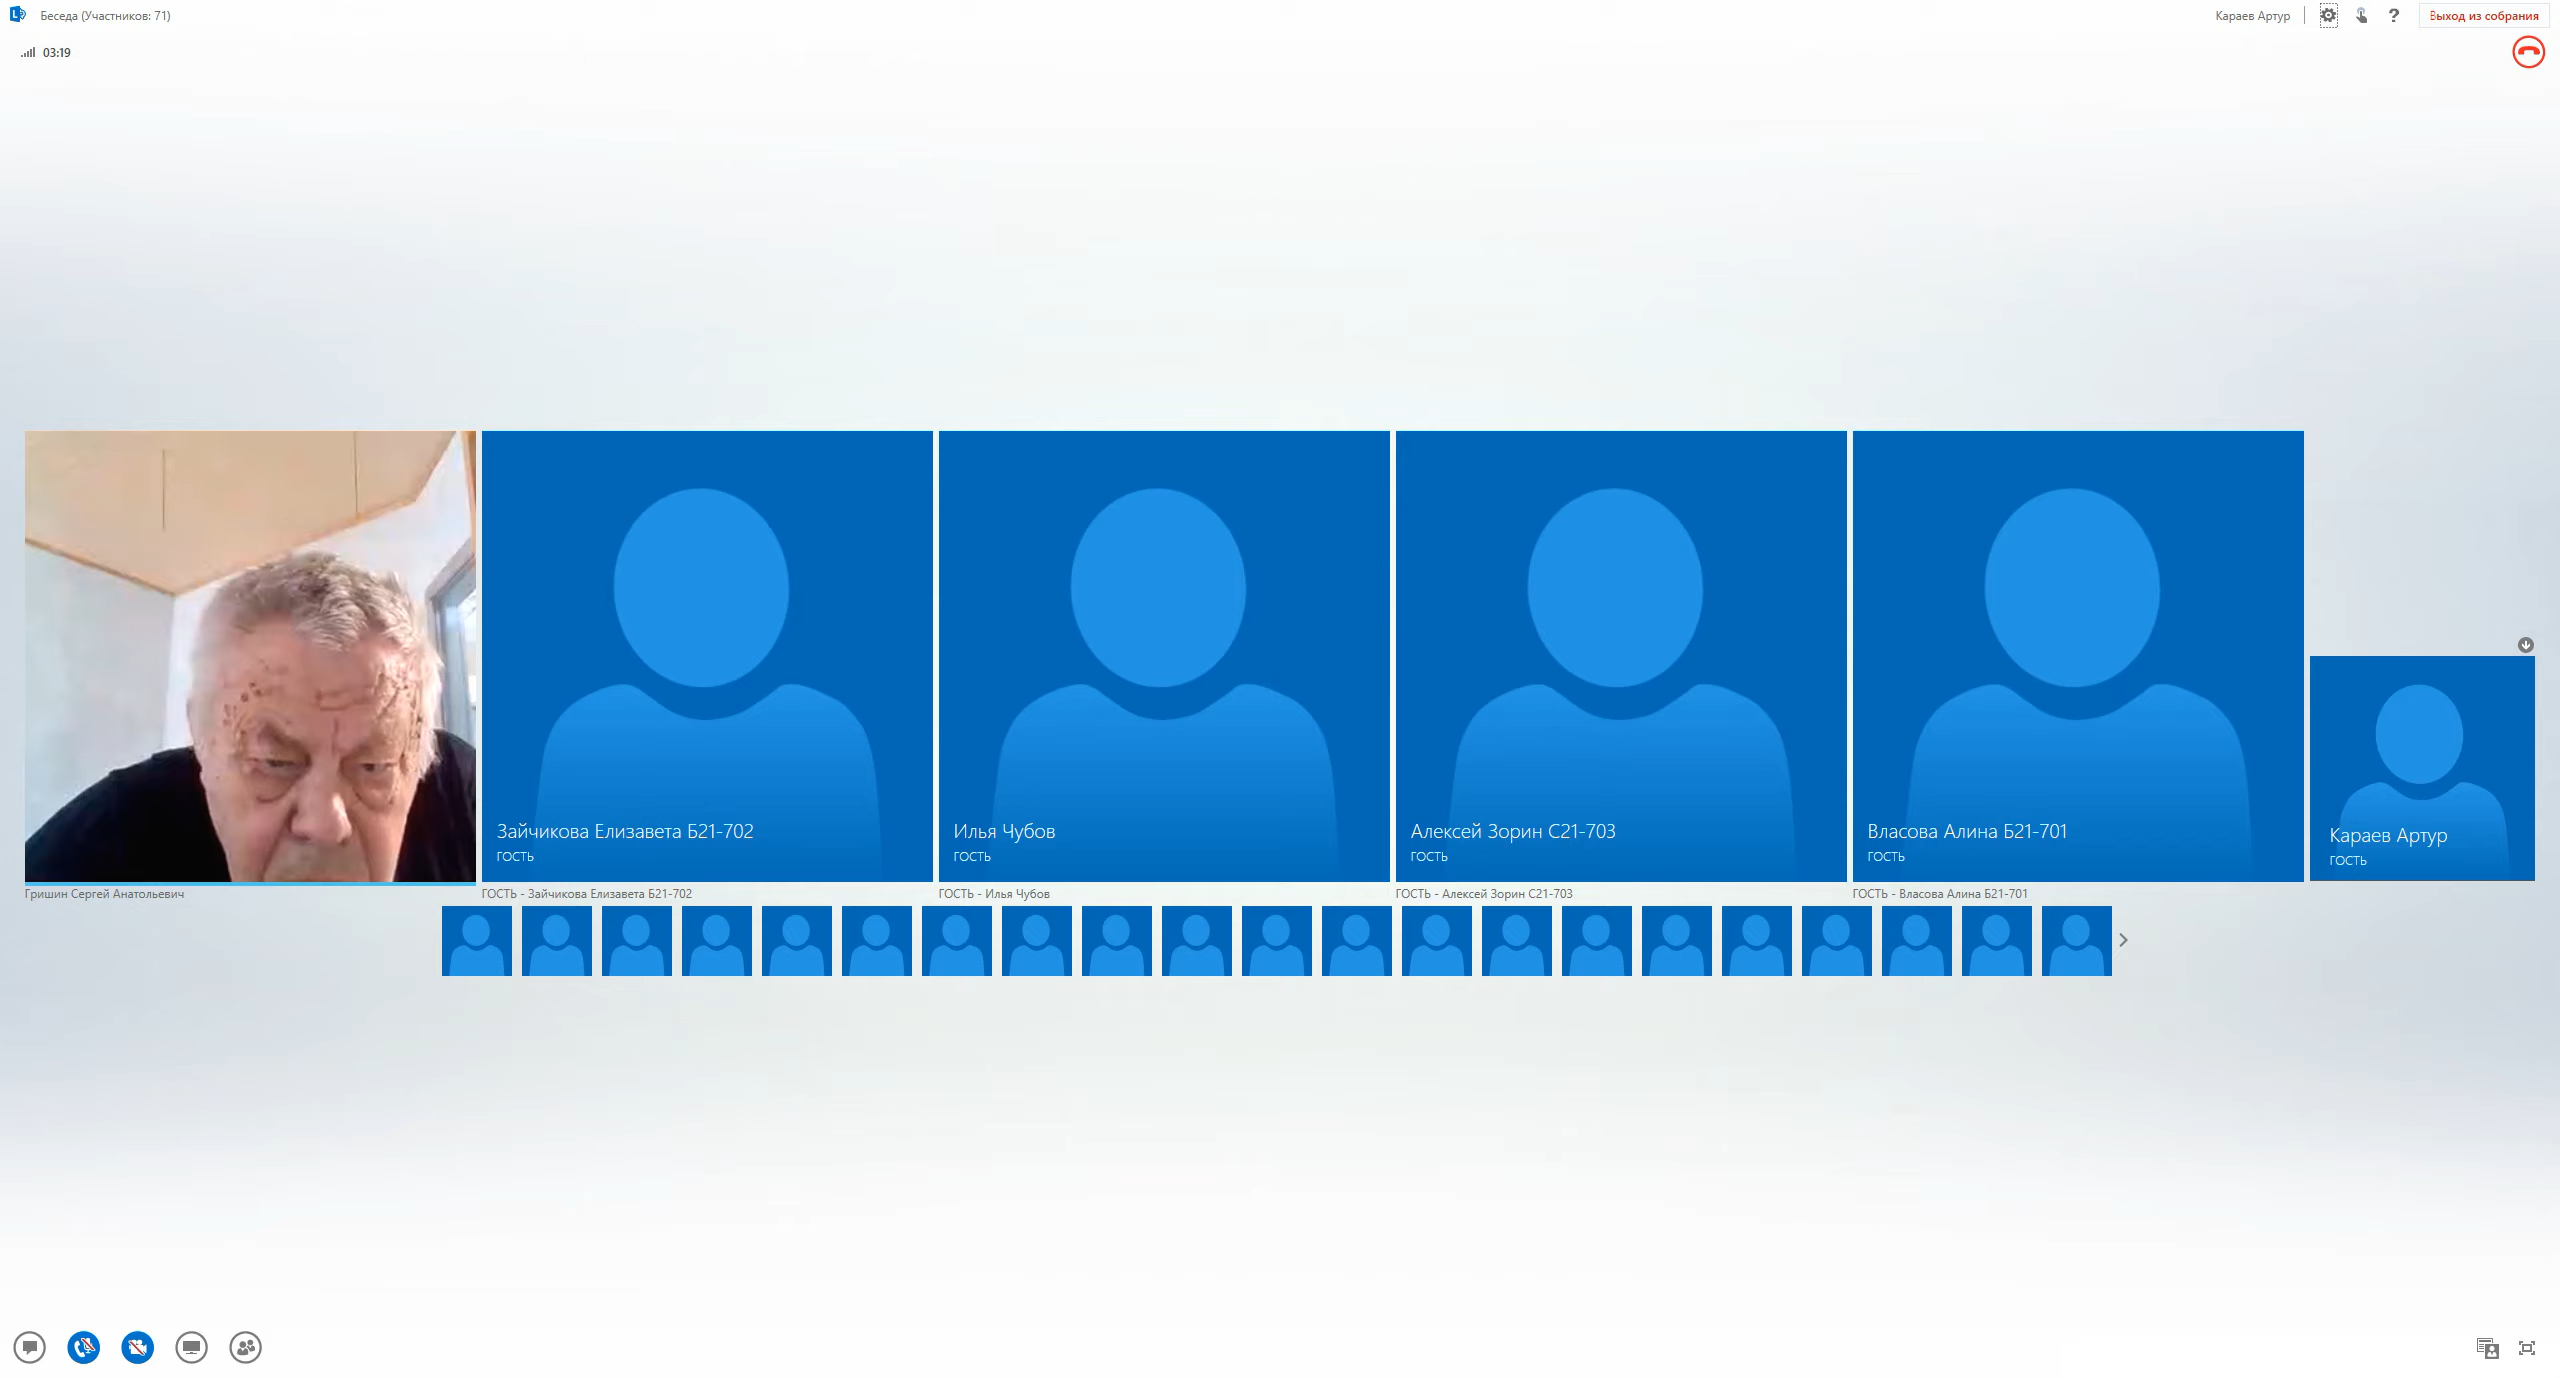 Беседа (Участников: 71)
Караев Артур
?
Выход из собрания
03:19
Зайчикова Елизавета Б21-702
ГОСТЬ
Илья Чубов
ГОСТЬ
Алексей Зорин С21-703
ГОСТЬ
Власова Алина Б21-701
ГОСТЬ
Караев Артур
ГОСТЬ
Гришин Сергей Анатольевич
ГОСТЬ - Зайчикова Елизавета Б21-702
ГОСТЬ - Илья Чубов
ГОСТЬ - Алексей Зорин С21-703
ГОСТЬ - Власова Алина Б21-701